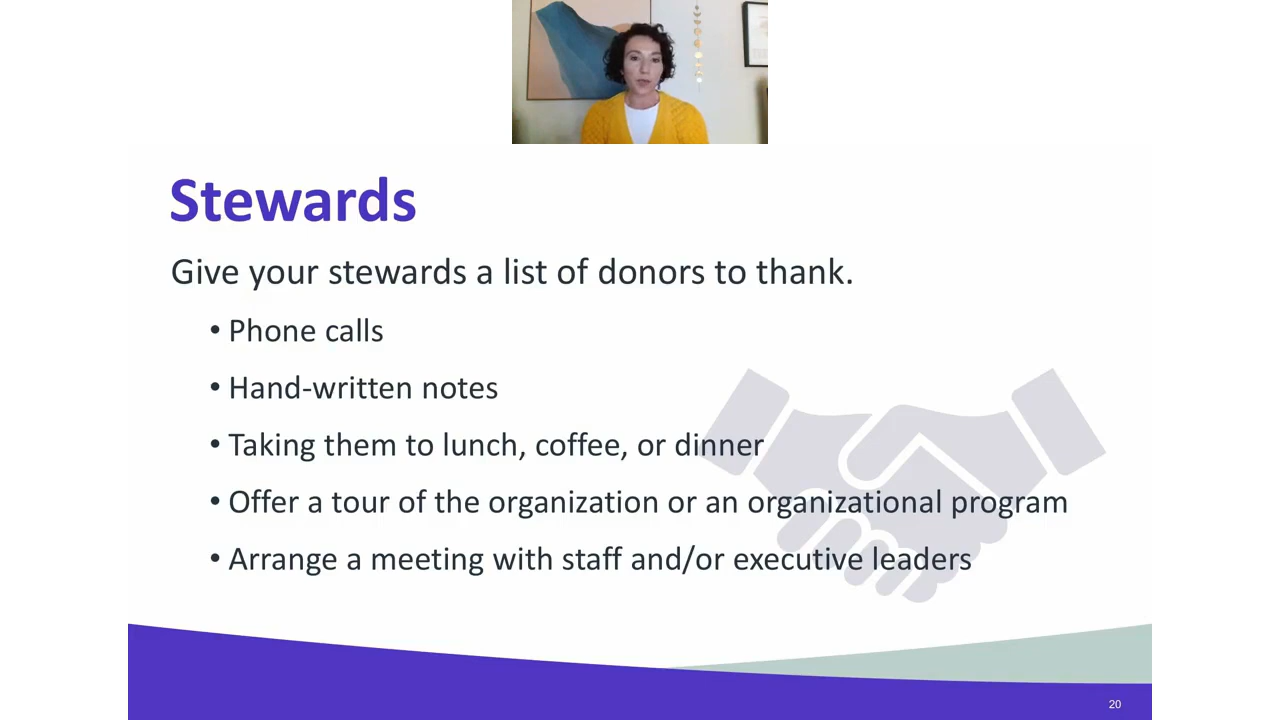 Stewards
Give your stewards a list of donors to thank.
• Phone calls
• Hand-written notes
• Taking them to lunch, coffee, or dinner
• Offer a tour of the organization or an organizational program
• Arrange a meeting with staff and/or executive leaders
20